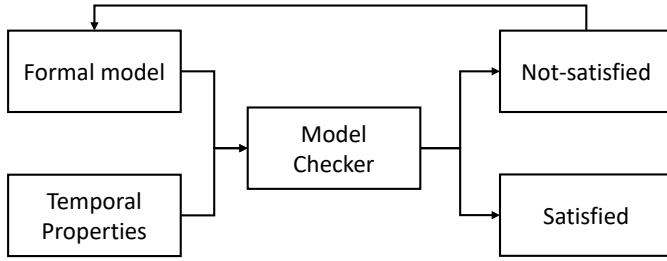 Formal model
Not-satisfied
Model
Checker
Temporal
Properties
Satisfied